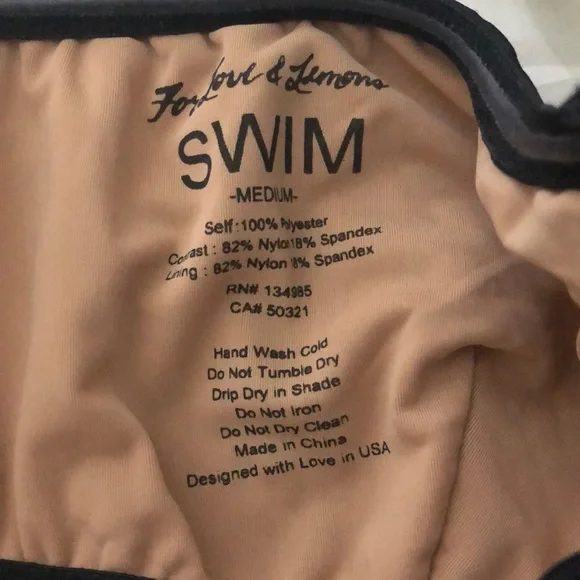 For Love & Lemons
SWIM
-MEDIUM-
Self: 100% Polyester
Contrast : 82% Nylon 18% Spandex
Lining : 82% Nylon 18% Spandex
RN# 134985
CA# 50321
Hand Wash Cold
Do Not Tumble Dry
Drip Dry in Shade
Do Not Iron
Do Not Dry Clean
Made in China
Designed with Love in USA